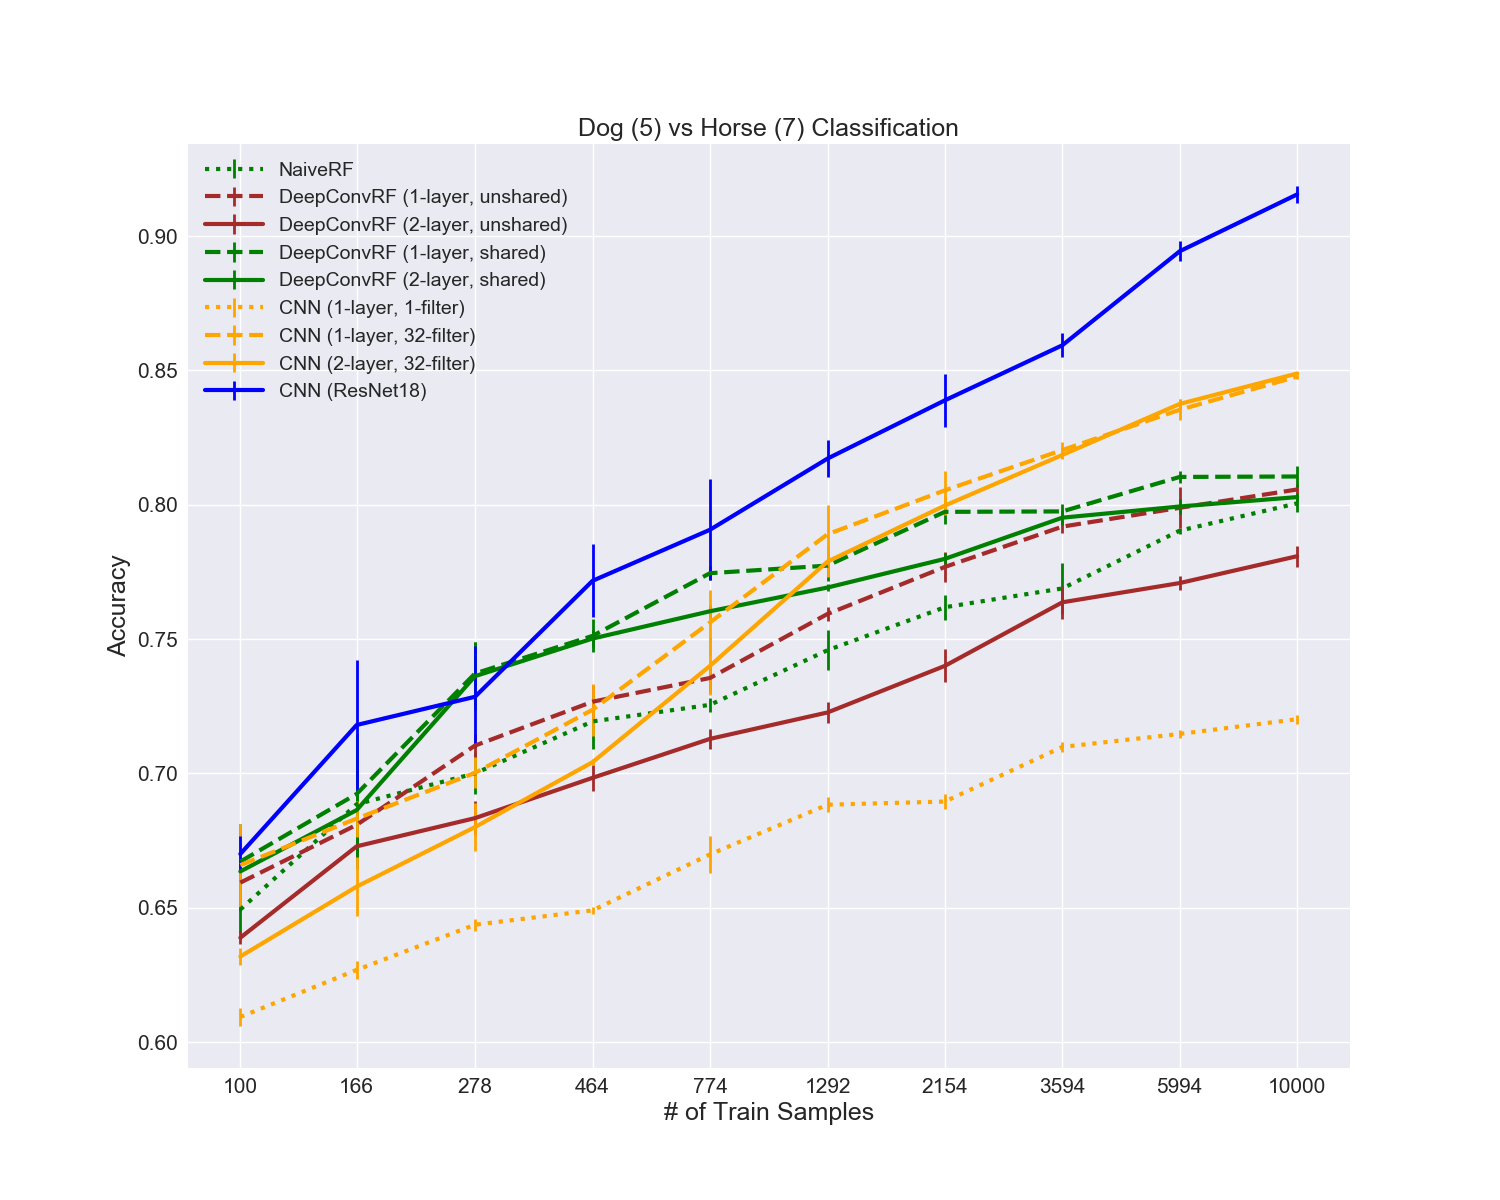 Dog (5) vs Horse (7) Classification
NaiveRF
DeepConvRF (1-layer, unshared)
DeepConvRF (2-layer, unshared)
DeepConvRF (1-layer, shared)
DeepConvRF (2-layer, shared)
CNN (1-layer, 1-filter)
CNN (1-layer, 32-filter)
CNN (2-layer, 32-filter)
CNN (ResNet18)
0.90
0.85
0.80
0.75
0.70
0.65
0.60
Accuracy
100 166 278 464 774 1292 2154 3594 5994 10000
# of Train Samples